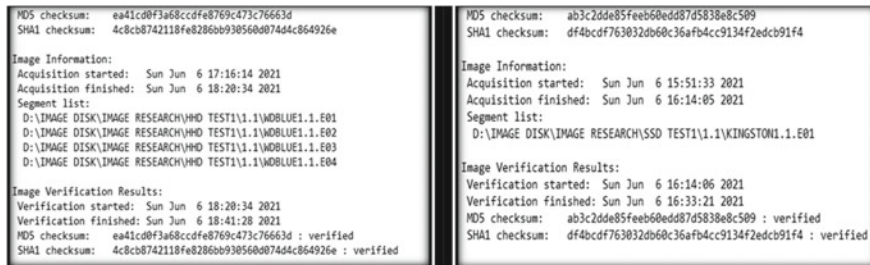 MD5 checksum: ea41cd0f3a68ccdfe8769c473c76663d
SHA1 checksum: 4c8cb8742118fe8286bb930560d074d4c864926e
Image Information:
Acquisition started: Sun Jun 6 17:16:14 2021
Acquisition finished: Sun Jun 6 18:20:34 2021
Segment list:
D:\IMAGE DISK\IMAGE RESEARCH\HHD TEST1\1.1\WDBLUE1.1.E01
D:\IMAGE DISK\IMAGE RESEARCH\HHD TEST1\1.1\WDBLUE1.1.E02
D:\IMAGE DISK\IMAGE RESEARCH\HHD TEST1\1.1\WDBLUE1.1.E03
D:\IMAGE DISK\IMAGE RESEARCH\HHD TEST1\1.1\WDBLUE1.1.E04
Image Verification Results:
Verification started: Sun Jun 6 18:20:34 2021
Verification finished: Sun Jun 6 18:41:28 2021
MD5 checksum: ea41cd0f3a68ccdfe8769c473c76663d : verified
SHA1 checksum: 4c8cb8742118fe8286bb930560d074d4c864926e : verified
MD5 checksum: ab3c2dde85feeb60edd87d5838e8c509
SHA1 checksum: df4bcdf763032db60c36afb4cc9134f2edcb91f4
Image Information:
Acquisition started: Sun Jun 6 15:51:33 2021
Acquisition finished: Sun Jun 6 16:14:05 2021
Segment list:
D:\IMAGE DISK\IMAGE RESEARCH\SSD TEST1\1.1\KINGSTON1.1.E01
Image Verification Results:
Verification started: Sun Jun 6 16:14:06 2021
Verification finished: Sun Jun 6 16:33:21 2021
MD5 checksum: ab3c2dde85feeb60edd87d5838e8c509 : verified
SHA1 checksum: df4bcdf763032db60c36afb4cc9134f2edcb91f4 : verified